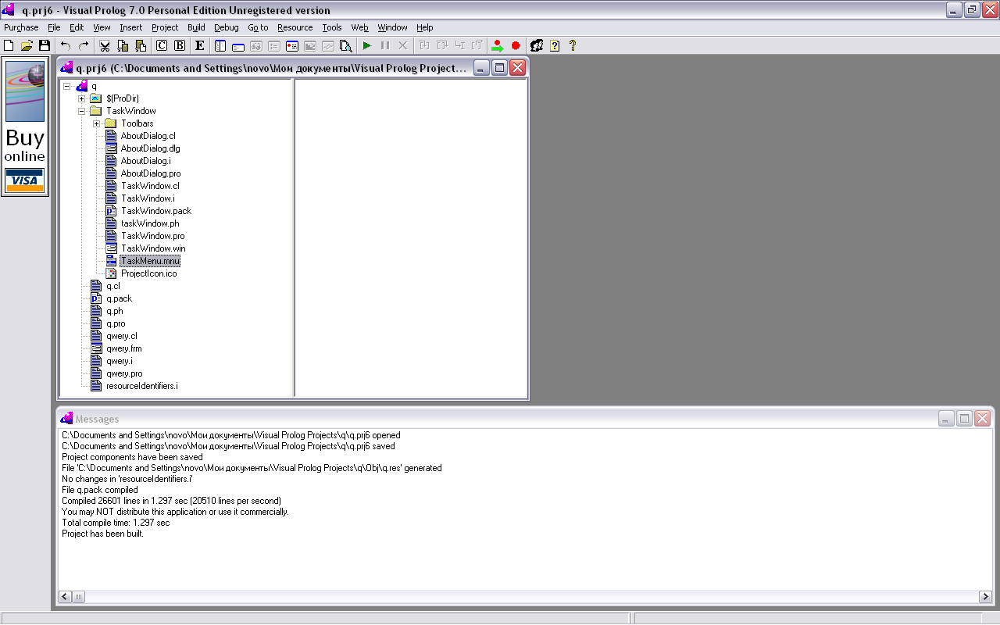 q.prj6 - Visual Prolog 7.0 Personal Edition Unregistered version
Purchase File Edit View Insert Project Build Debug Go to Resource Tools Web Window Help
C B E
Buy
online
VISA
q.prj6 (C:\Documents and Settings\novo\Мои документы\Visual Prolog Project...
q
$(ProDir)
TaskWindow
Toolbars
AboutDialog.cl
AboutDialog.dlg
AboutDialog.i
AboutDialog.pro
TaskWindow.cl
TaskWindow.i
TaskWindow.pack
taskWindow.ph
TaskWindow.pro
TaskWindow.win
TaskMenu.mnu
ProjectIcon.ico
q.cl
q.pack
q.ph
q.pro
qwery.cl
qwery.frm
qwery.i
qwery.pro
resourceIdentifiers.i
Messages
C:\Documents and Settings\novo\Мои документы\Visual Prolog Projects\q\q.prj6 opened
C:\Documents and Settings\novo\Мои документы\Visual Prolog Projects\q\q.prj6 saved
Project components have been saved
File 'C:\Documents and Settings\novo\Мои документы\Visual Prolog Projects\q\Obj\q.res' generated
No changes in 'resourceIdentifiers.i'
File q.pack compiled
Compiled 26601 lines in 1.297 sec (20510 lines per second)
You may NOT distribute this application or use it commercially.
Total compile time: 1.297 sec
Project has been built.